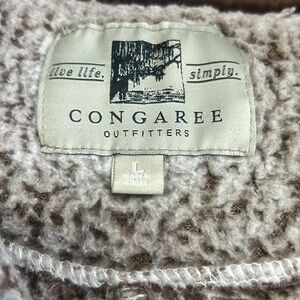 live life. simply.
CONGAREE
OUTFITTERS
L